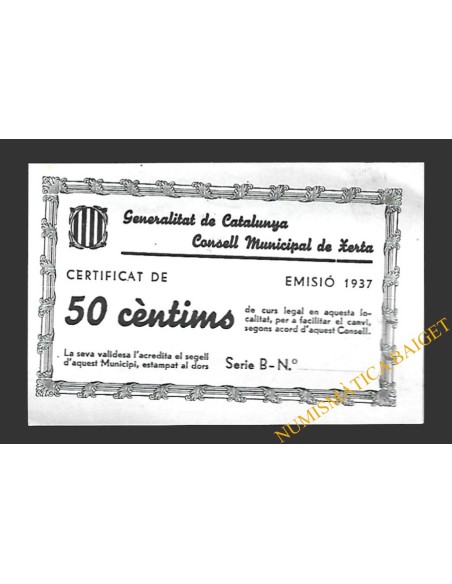 Generalitat de Catalunya
Consell Municipal de Xerta
CERTIFICAT DE
EMISIÓ 1937
50 cèntims
de curs legal en aquesta lo-
calitat, per a facilitar el canvi,
segons acord d'aquest Consell.
La seva validesa l'acredita el segell
d'aquest Municipi, estampat al dors
Serie B-N.º
NUMISMÀTICA BAIGET